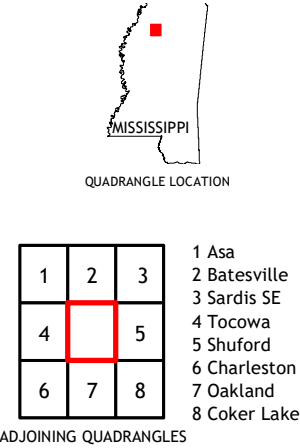 MISSISSIPPI
QUADRANGLE LOCATION
1 2 3
4 5
6 7 8
1 Asa
2 Batesville
3 Sardis SE
4 Tocowa
5 Shuford
6 Charleston
7 Oakland
8 Coker Lake
ADJOINING QUADRANGLES